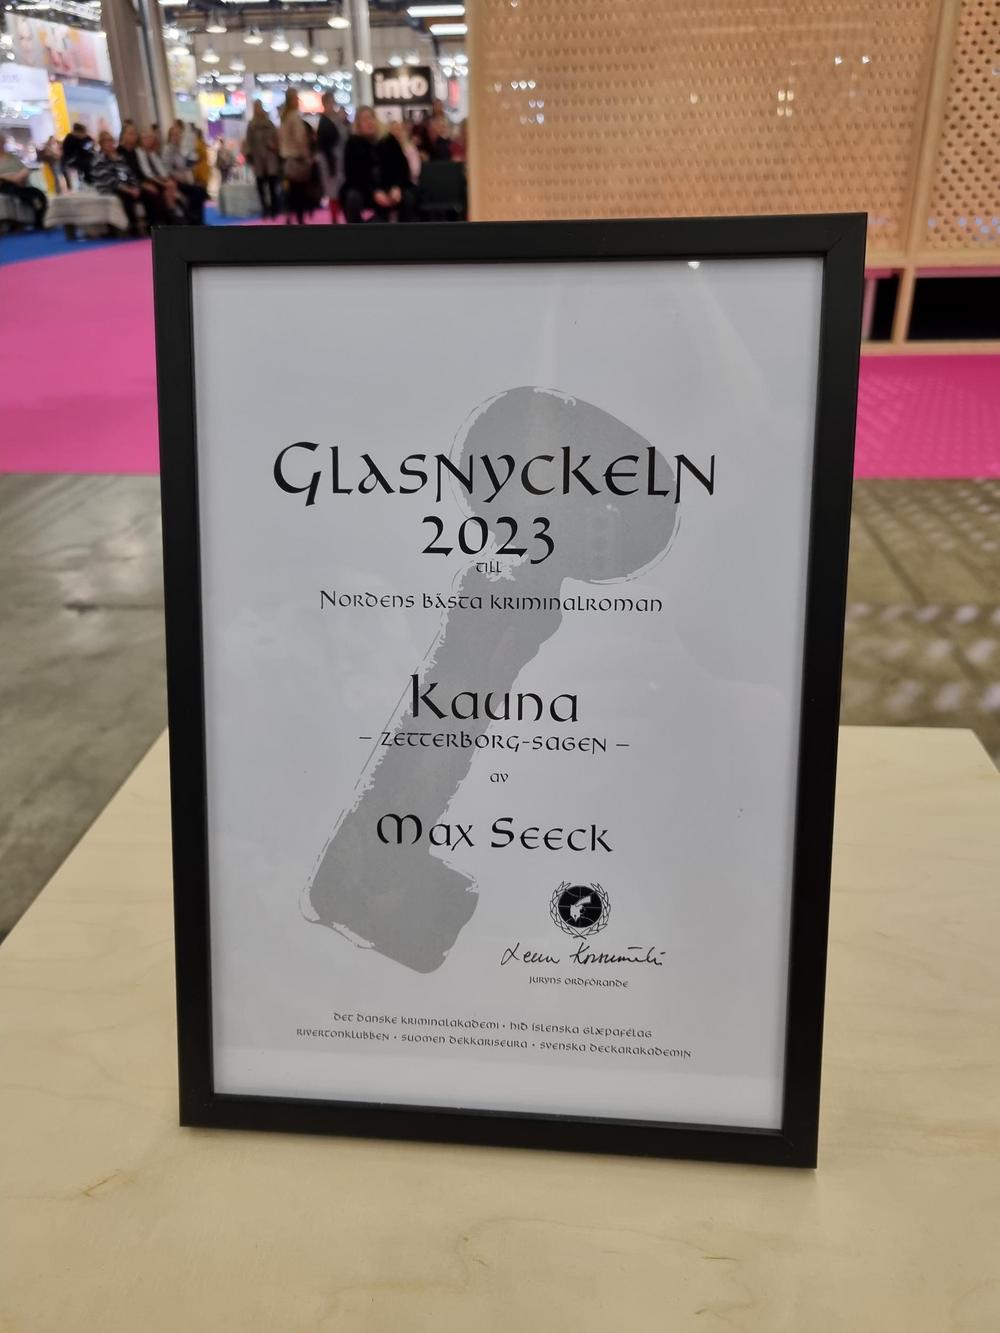 into
Glasnyckeln
2023
till
Nordens bästa kriminalroman
Kauna
– Zetterborg-sagen –
av
Max Seeck
juryns ordförande
det danske kriminalakademi • hið íslenska glæpafélag
rivertonklubben • suomen dekkariseura • svenska deckarakademin